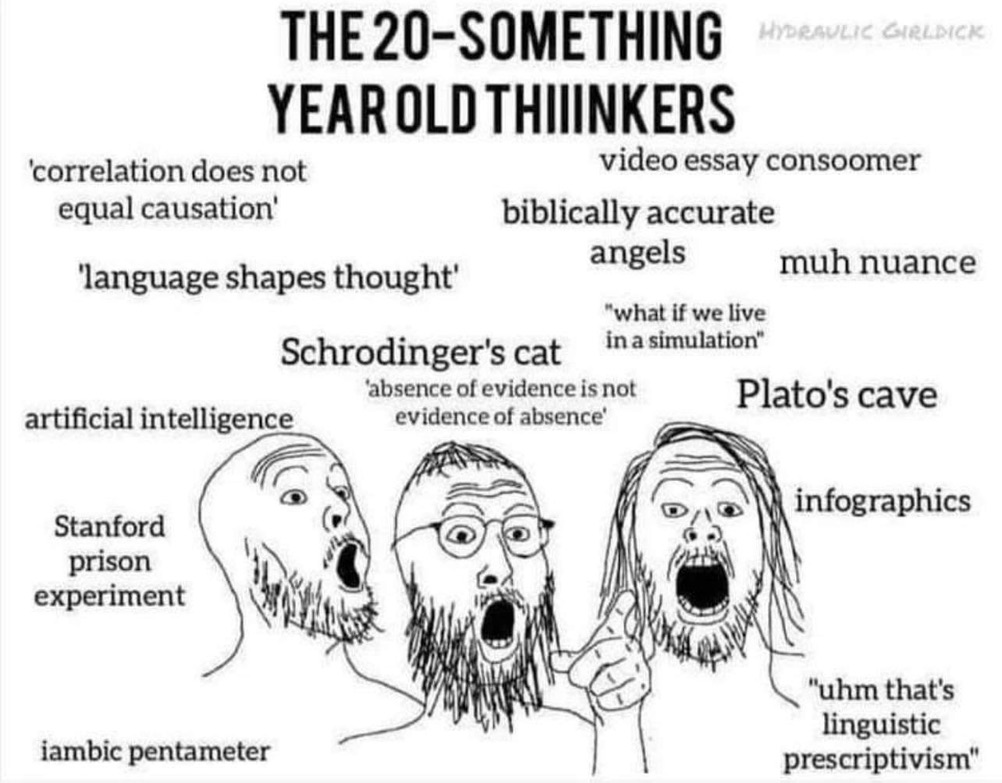 THE 20-SOMETHING
HYDRAULIC GIRLDICK
YEAR OLD THIIINKERS
'correlation does not
equal causation'
video essay consoomer
biblically accurate
angels
muh nuance
'language shapes thought'
"what if we live
in a simulation"
Schrodinger's cat
'absence of evidence is not
evidence of absence'
Plato's cave
artificial intelligence
infographics
Stanford
prison
experiment
"uhm that's
linguistic
prescriptivism"
iambic pentameter